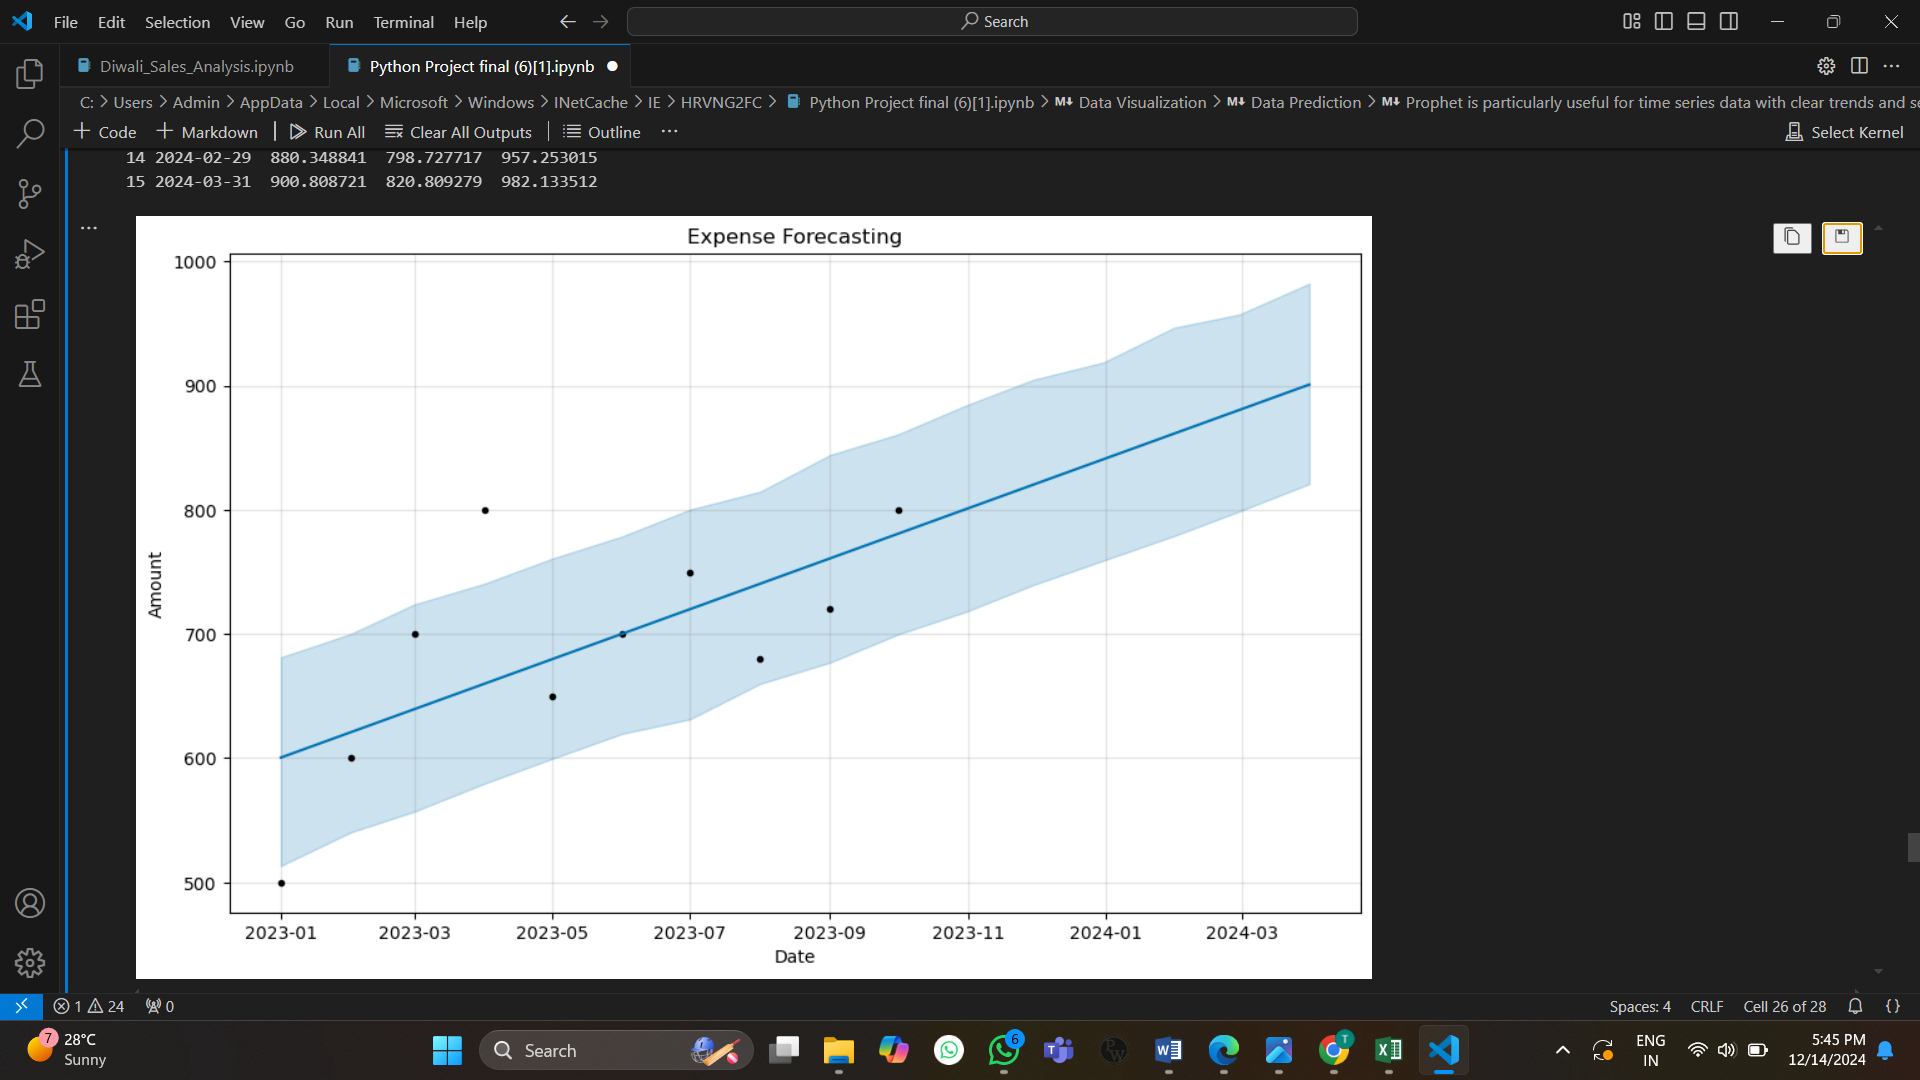 File Edit Selection View Go Run Terminal Help Search
Diwali_Sales_Analysis.ipynb Python Project final (6)[1].ipynb
C: > Users > Admin > AppData > Local > Microsoft > Windows > INetCache > IE > HRVNG2FC > Python Project final (6)[1].ipynb > M↓ Data Visualization > M↓ Data Prediction > M↓ Prophet is particularly useful for time series data with clear trends and se
+ Code + Markdown Run All Clear All Outputs Outline ... Select Kernel
14 2024-02-29 880.348841 798.727717 957.253015
15 2024-03-31 900.808721 820.809279 982.133512
Expense Forecasting
1000
900
800
700
600
500
Amount
2023-01 2023-03 2023-05 2023-07 2023-09 2023-11 2024-01 2024-03
Date
1 24 0 Spaces: 4 CRLF Cell 26 of 28 {}
7 28°C
Sunny
Search
6
T
ENG
IN
5:45 PM
12/14/2024